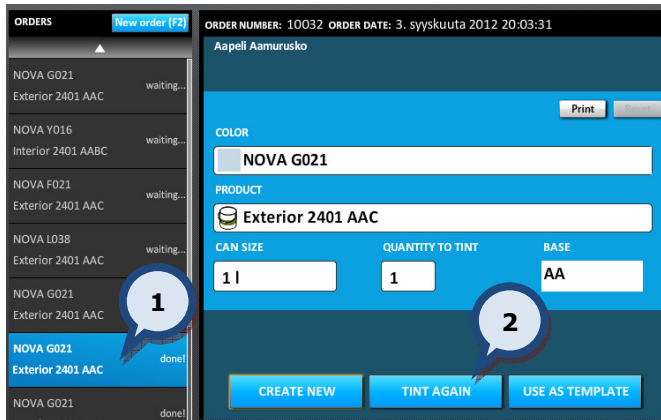 ORDERS
New order (F2)
NOVA G021
Exterior 2401 AAC
waiting...
NOVA Y016
Interior 2401 AABC
waiting...
NOVA F021
Exterior 2401 AAC
waiting...
NOVA L038
Exterior 2401 AAC
waiting...
NOVA G021
Exterior 2401 AAC
1
NOVA G021
Exterior 2401 AAC
done!
NOVA G021
done!
ORDER NUMBER: 10032 ORDER DATE: 3. syyskuuta 2012 20:03:31
Aapeli Aamurusko
Print
Reset
COLOR
NOVA G021
PRODUCT
Exterior 2401 AAC
CAN SIZE
QUANTITY TO TINT
BASE
1 l
1
AA
2
CREATE NEW
TINT AGAIN
USE AS TEMPLATE